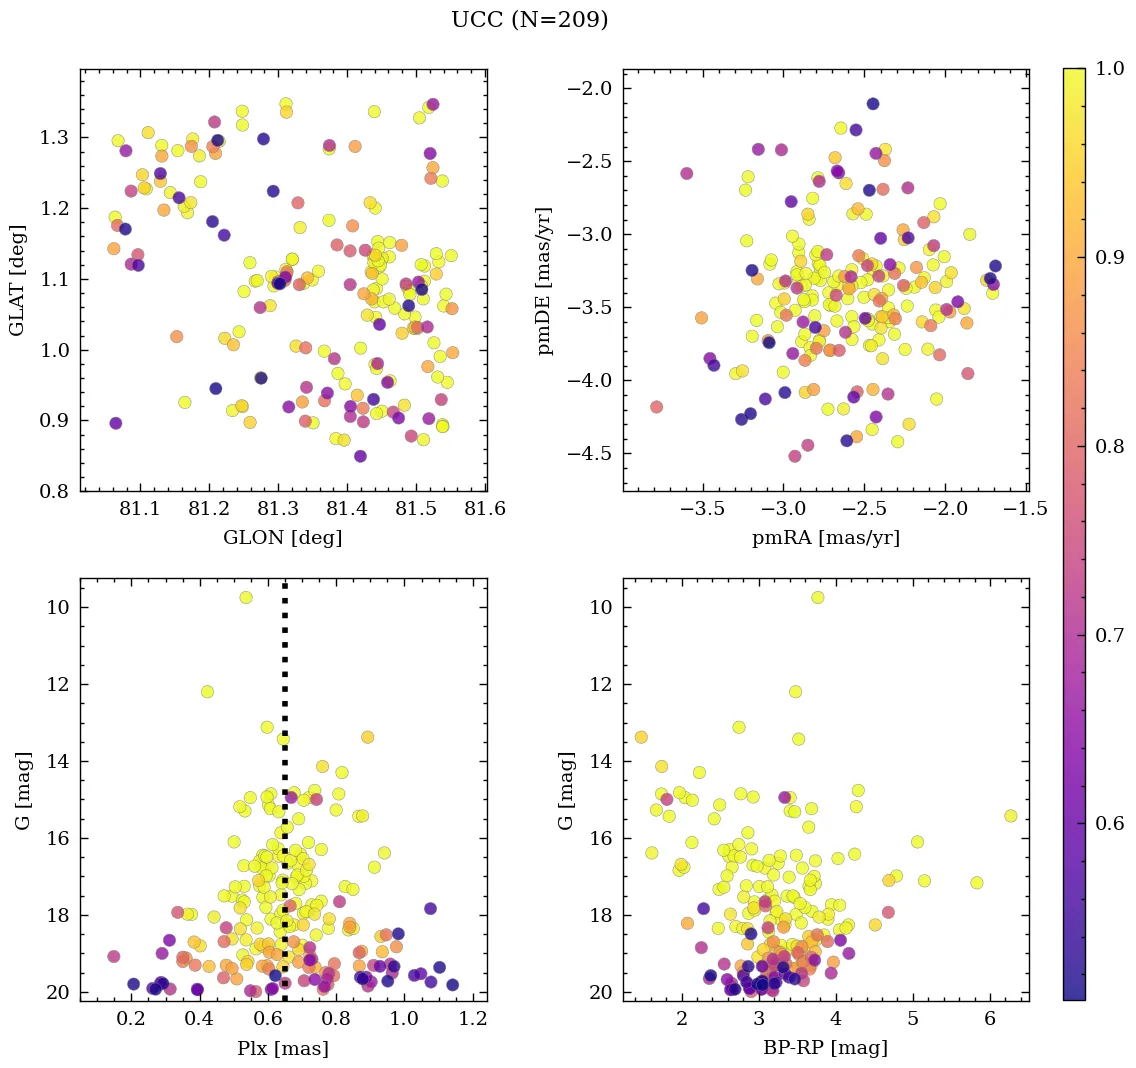 UCC (N=209)
1.3
1.2
1.1
1.0
0.9
0.8
GLAT [deg]
81.1 81.2 81.3 81.4 81.5 81.6
GLON [deg]
−2.0
−2.5
−3.0
−3.5
−4.0
−4.5
pmDE [mas/yr]
−3.5 −3.0 −2.5 −2.0 −1.5
pmRA [mas/yr]
10
12
14
16
18
20
G [mag]
0.2 0.4 0.6 0.8 1.0 1.2
Plx [mas]
10
12
14
16
18
20
G [mag]
2 3 4 5 6
BP-RP [mag]
1.0
0.9
0.8
0.7
0.6